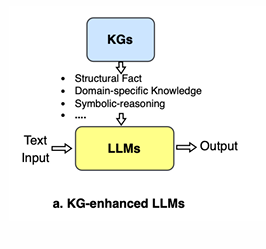 KGs
• Structural Fact
• Domain-specific Knowledge
• Symbolic-reasoning
• ....
Text
Input
LLMs
Output
a. KG-enhanced LLMs